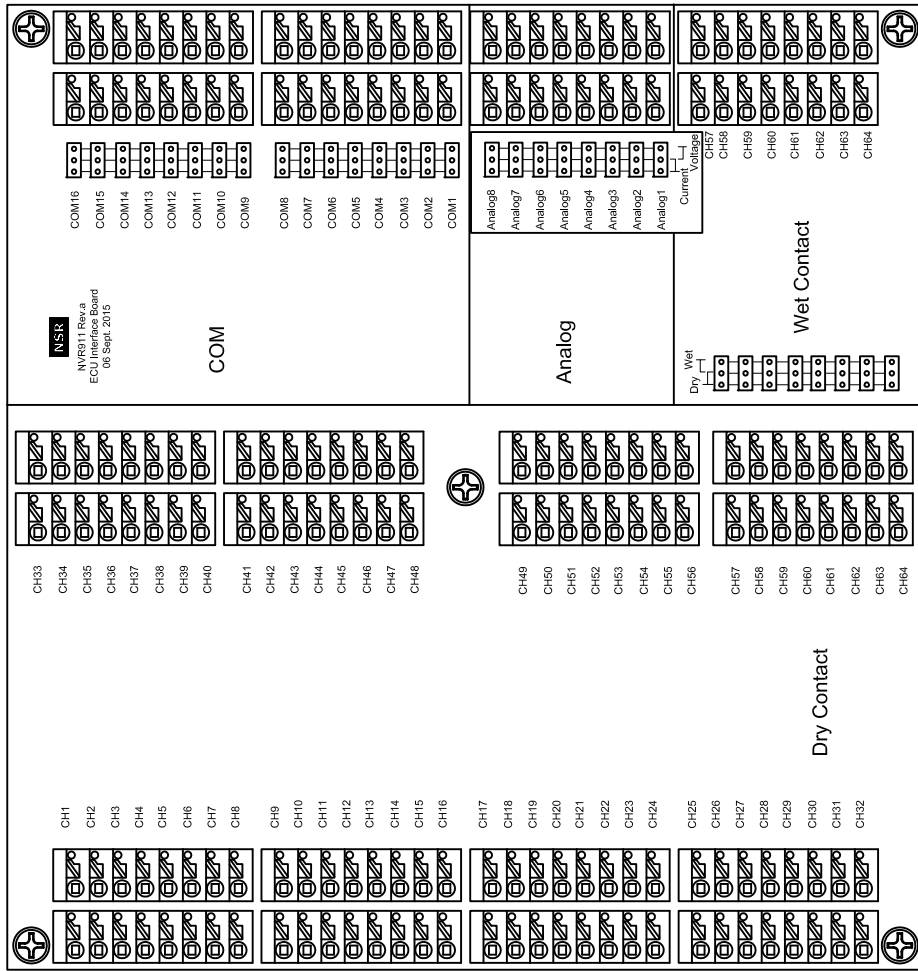 COM16
COM15
COM14
COM13
COM12
COM11
COM10
COM9
COM8
COM7
COM6
COM5
COM4
COM3
COM2
COM1
Analog8
Analog7
Analog6
Analog5
Analog4
Analog3
Analog2
Analog1
Current
Voltage
CH57
CH58
CH59
CH60
CH61
CH62
CH63
CH64
NSR
NVR911 Rev.a
ECU Interface Board
06 Sept. 2015
COM
Analog
Wet Contact
Dry
Wet
CH33
CH34
CH35
CH36
CH37
CH38
CH39
CH40
CH41
CH42
CH43
CH44
CH45
CH46
CH47
CH48
CH49
CH50
CH51
CH52
CH53
CH54
CH55
CH56
CH57
CH58
CH59
CH60
CH61
CH62
CH63
CH64
Dry Contact
CH1
CH2
CH3
CH4
CH5
CH6
CH7
CH8
CH9
CH10
CH11
CH12
CH13
CH14
CH15
CH16
CH17
CH18
CH19
CH20
CH21
CH22
CH23
CH24
CH25
CH26
CH27
CH28
CH29
CH30
CH31
CH32